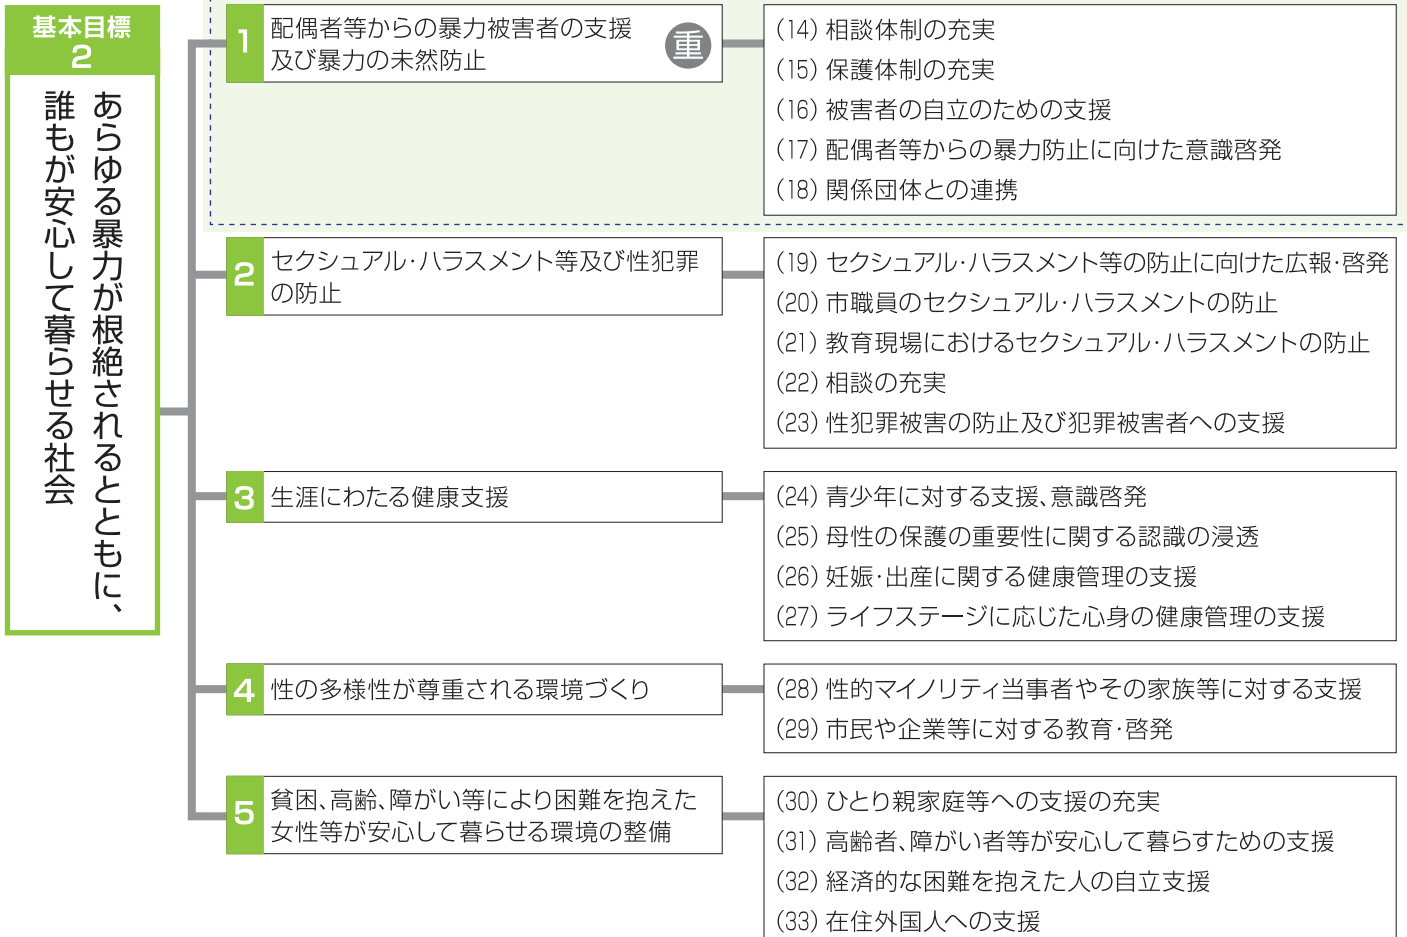 基本目標
2
あらゆる暴力が根絶されるとともに、
誰もが安心して暮らせる社会
1
配偶者等からの暴力被害者の支援
及び暴力の未然防止
重
(14) 相談体制の充実
(15) 保護体制の充実
(16) 被害者の自立のための支援
(17) 配偶者等からの暴力防止に向けた意識啓発
(18) 関係団体との連携
2
セクシュアル・ハラスメント等及び性犯罪
の防止
(19) セクシュアル・ハラスメント等の防止に向けた広報・啓発
(20) 市職員のセクシュアル・ハラスメントの防止
(21) 教育現場におけるセクシュアル・ハラスメントの防止
(22) 相談の充実
(23) 性犯罪被害の防止及び犯罪被害者への支援
3
生涯にわたる健康支援
(24) 青少年に対する支援、意識啓発
(25) 母性の保護の重要性に関する認識の浸透
(26) 妊娠・出産に関する健康管理の支援
(27) ライフステージに応じた心身の健康管理の支援
4
性の多様性が尊重される環境づくり
(28) 性的マイノリティ当事者やその家族等に対する支援
(29) 市民や企業等に対する教育・啓発
5
貧困、高齢、障がい等により困難を抱えた
女性等が安心して暮らせる環境の整備
(30) ひとり親家庭等への支援の充実
(31) 高齢者、障がい者等が安心して暮らすための支援
(32) 経済的な困難を抱えた人の自立支援
(33) 在住外国人への支援